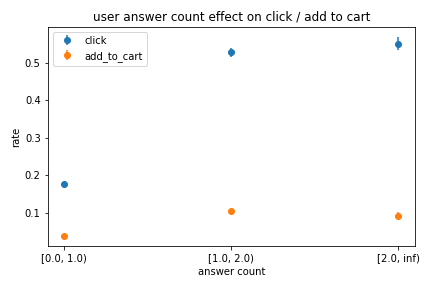 user answer count effect on click / add to cart
click
add_to_cart
rate
0.5
0.4
0.3
0.2
0.1
[0.0, 1.0)
[1.0, 2.0)
[2.0, inf)
answer count